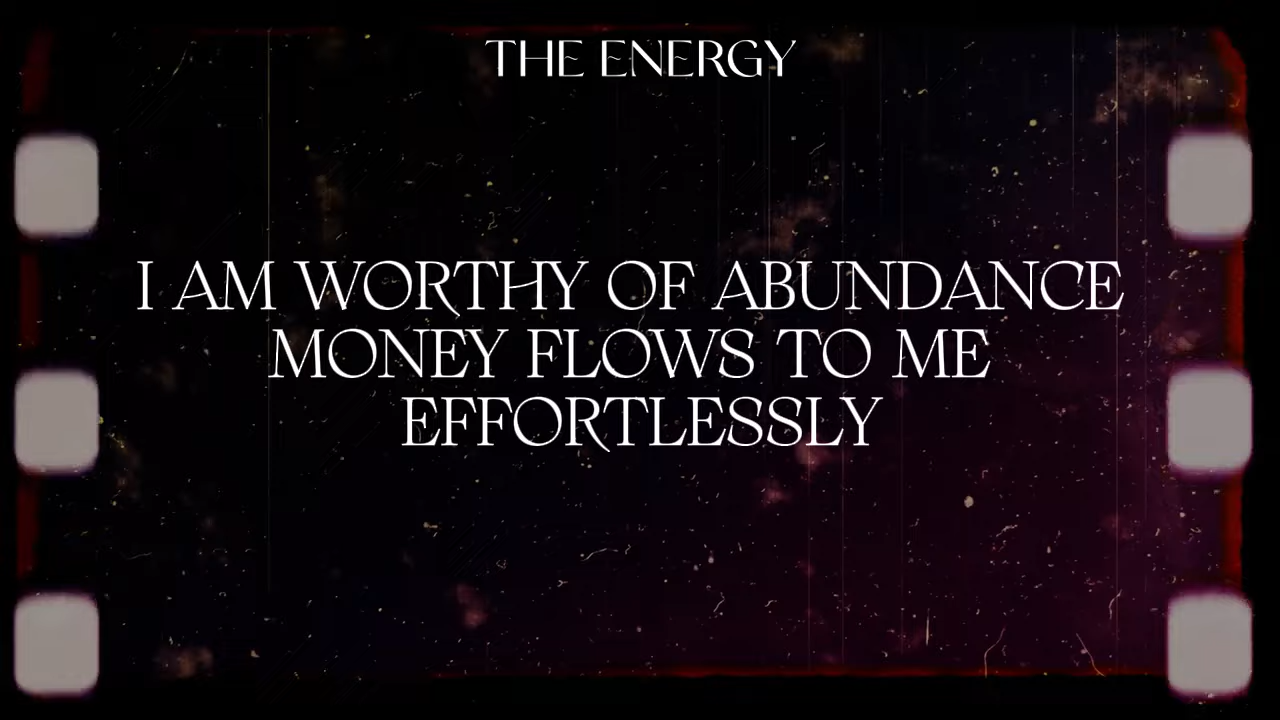 THE ENERGY
I AM WORTHY OF ABUNDANCE
MONEY FLOWS TO ME
EFFORTLESSLY